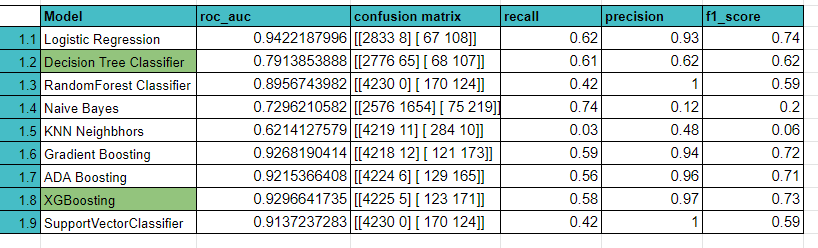 Model roc_auc confusion matrix recall precision f1_score
1.1 Logistic Regression 0.9422187996 [[2833 8] [ 67 108]] 0.62 0.93 0.74
1.2 Decision Tree Classifier 0.7913853888 [[2776 65] [ 68 107]] 0.61 0.62 0.62
1.3 RandomForest Classifier 0.8956743982 [[4230 0] [ 170 124]] 0.42 1 0.59
1.4 Naive Bayes 0.7296210582 [[2576 1654] [ 75 219]] 0.74 0.12 0.2
1.5 KNN Neighbhors 0.6214127579 [[4219 11] [ 284 10]] 0.03 0.48 0.06
1.6 Gradient Boosting 0.9268190414 [[4218 12] [ 121 173]] 0.59 0.94 0.72
1.7 ADA Boosting 0.9215366408 [[4224 6] [ 129 165]] 0.56 0.96 0.71
1.8 XGBoosting 0.9296641735 [[4225 5] [ 123 171]] 0.58 0.97 0.73
1.9 SupportVectorClassifier 0.9137237283 [[4230 0] [ 170 124]] 0.42 1 0.59